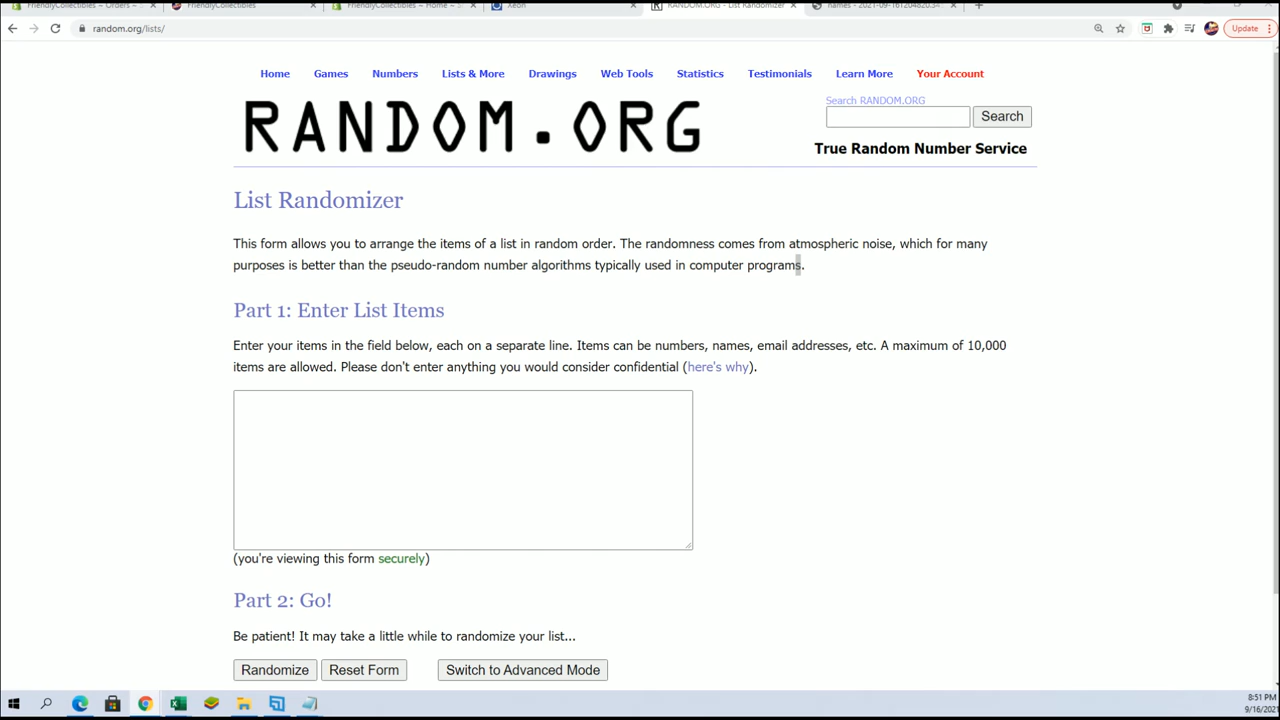 FriendlyCollectibles – Orders – S
FriendlyCollectibles
FriendlyCollectibles – Home – S
Xeon
RANDOM.ORG - List Randomizer
names - 2021-09-16T204820.34
random.org/lists/
Update
Home Games Numbers Lists & More Drawings Web Tools Statistics Testimonials Learn More Your Account
RANDOM.ORG
Search RANDOM.ORG
Search
True Random Number Service
List Randomizer
This form allows you to arrange the items of a list in random order. The randomness comes from atmospheric noise, which for many
purposes is better than the pseudo-random number algorithms typically used in computer programs.
Part 1: Enter List Items
Enter your items in the field below, each on a separate line. Items can be numbers, names, email addresses, etc. A maximum of 10,000
items are allowed. Please don't enter anything you would consider confidential (here's why).
(you're viewing this form securely)
Part 2: Go!
Be patient! It may take a little while to randomize your list...
Randomize Reset Form Switch to Advanced Mode
8:51 PM
9/16/2021